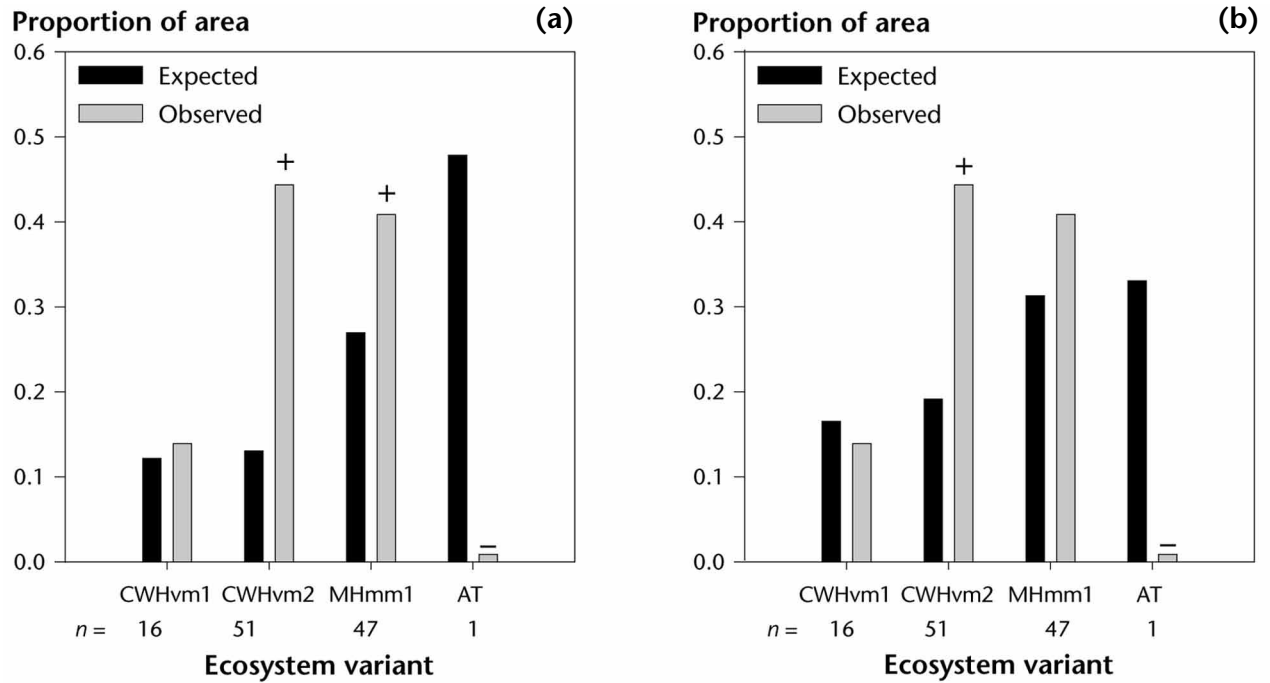 Proportion of area (a)
0.6
Expected
Observed
0.5
+
+
0.4
0.3
0.2
0.1
−
0.0
CWHvm1 CWHvm2 MHmm1 AT
n = 16 51 47 1
Ecosystem variant
Proportion of area (b)
0.6
Expected
Observed
0.5
+
0.4
0.3
0.2
0.1
−
0.0
CWHvm1 CWHvm2 MHmm1 AT
n = 16 51 47 1
Ecosystem variant